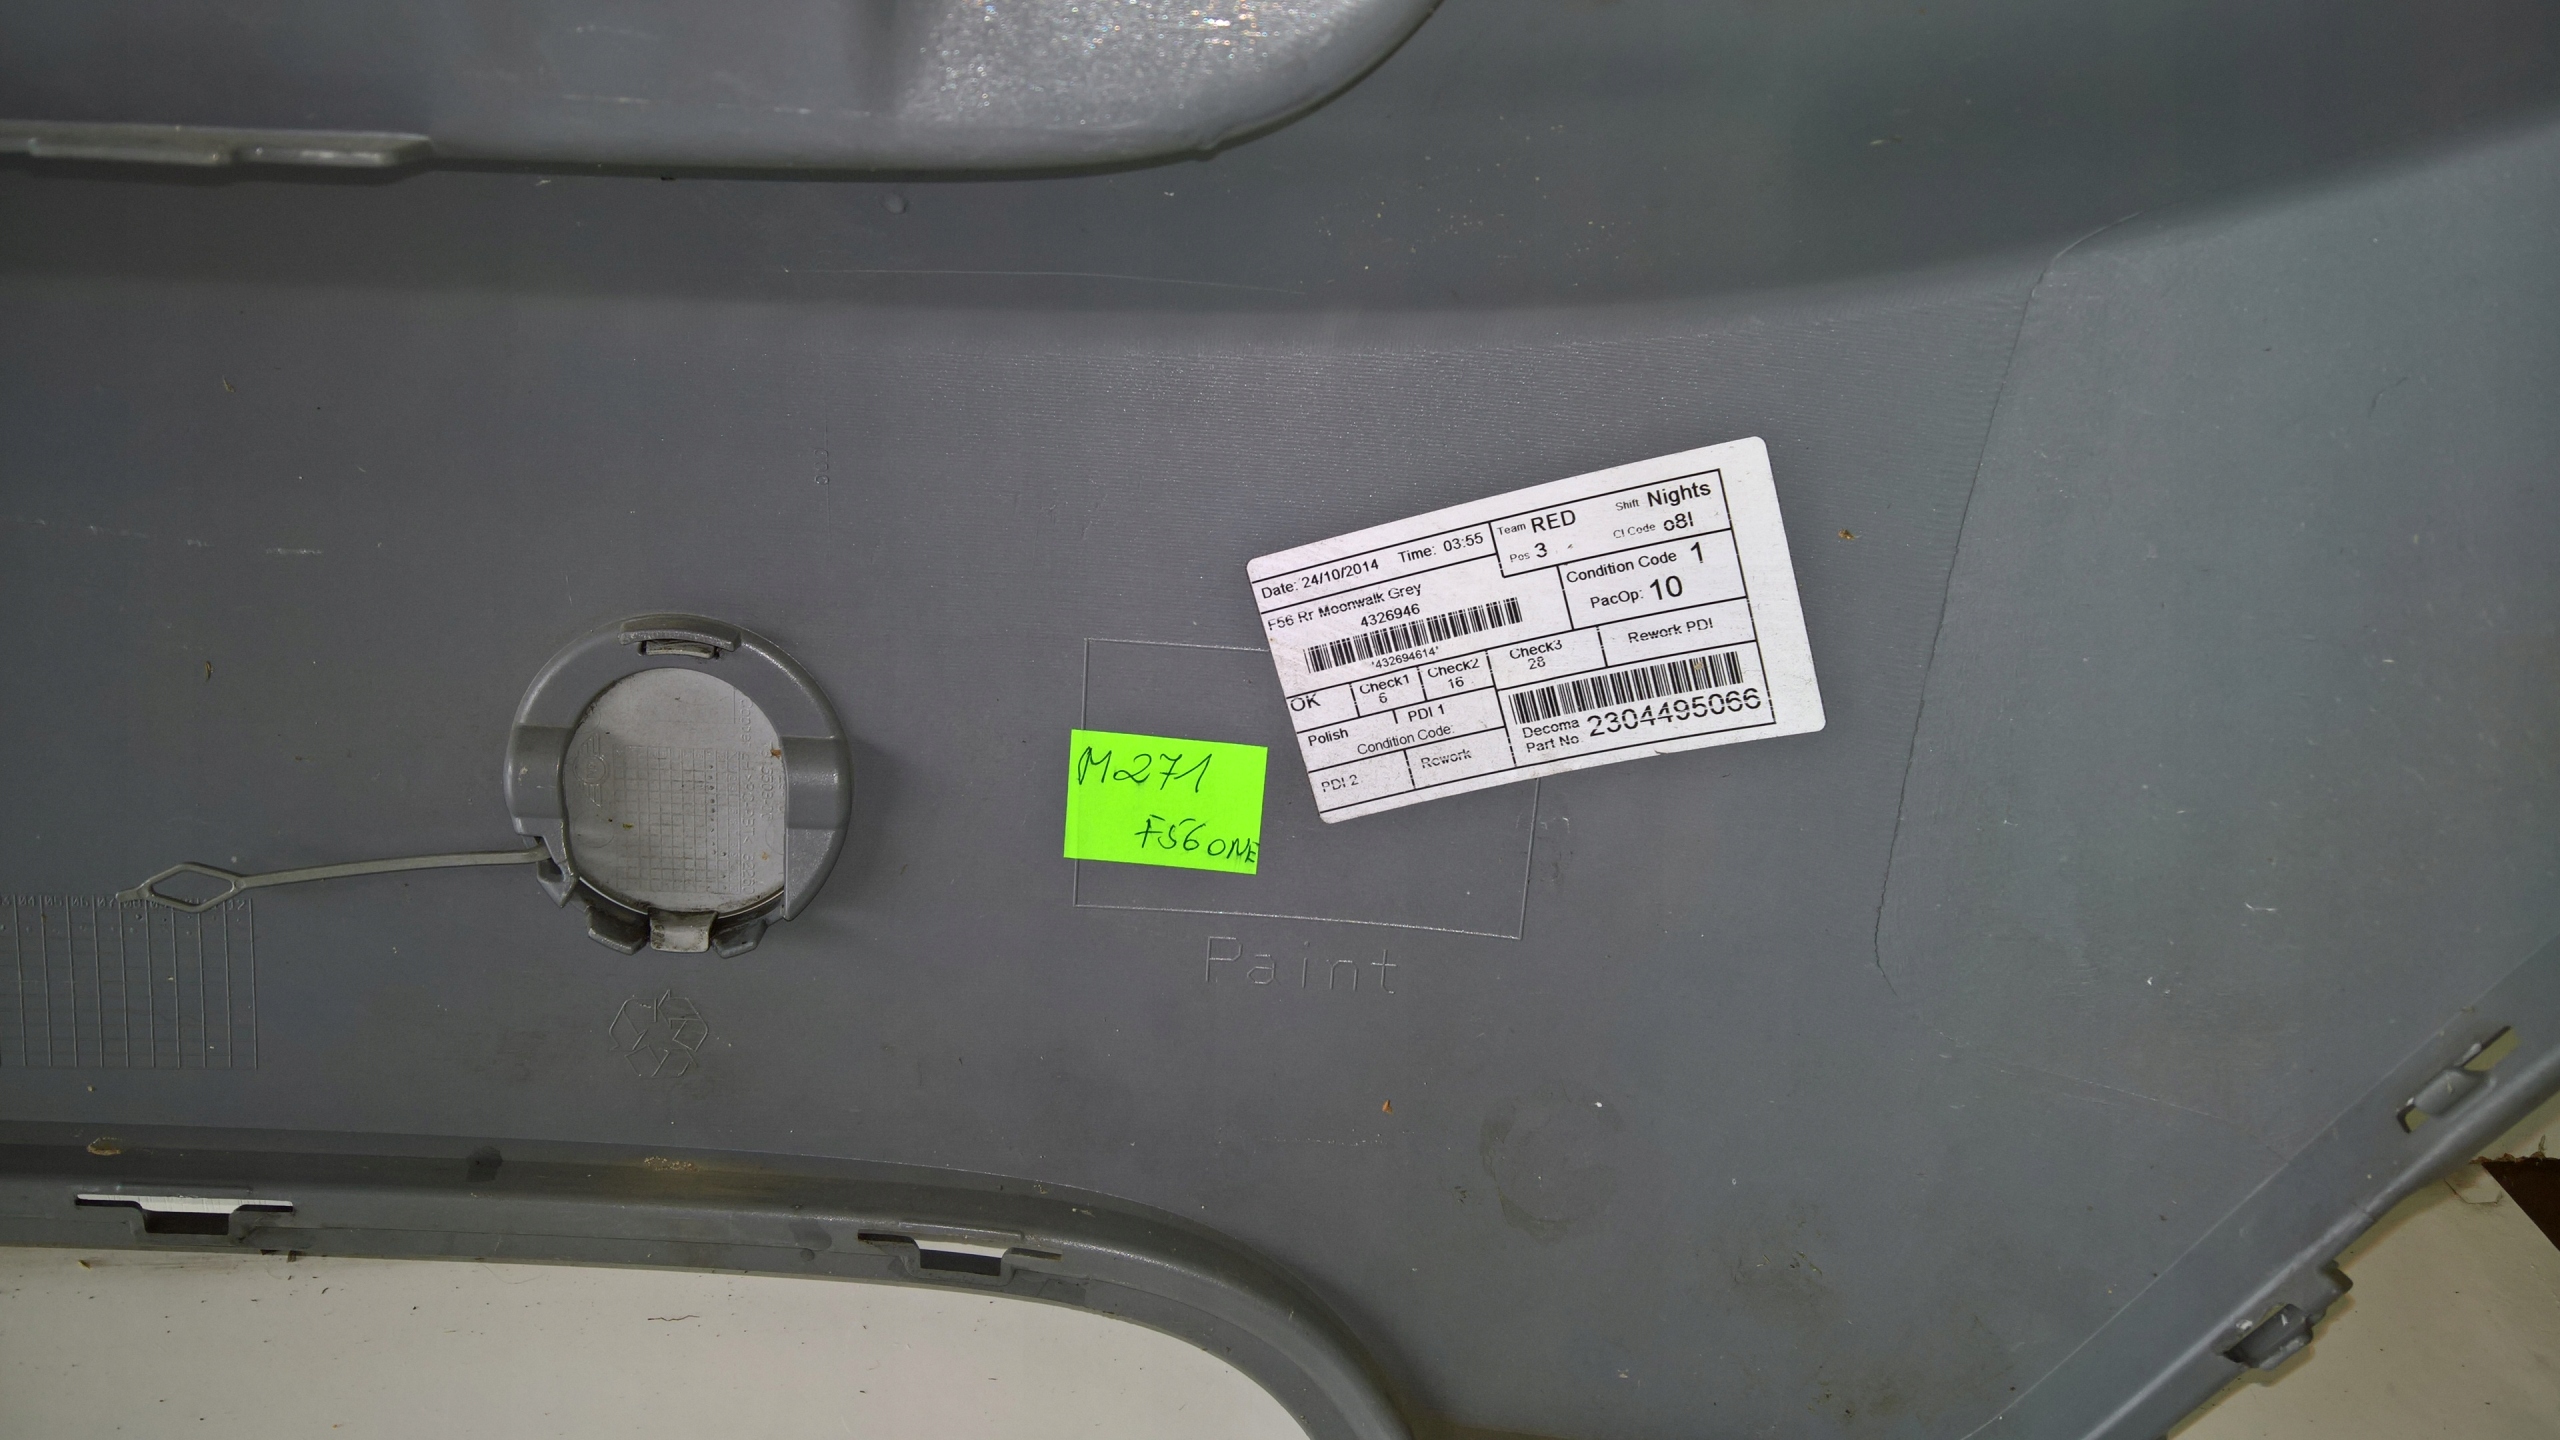 Date: 24/10/2014 Time: 03:55
Team RED Shift Nights
Pos 3 Cl Code o8l
F56 Rr Moonwalk Grey
4326946
'432694614'
Condition Code 1
PacOp: 10
OK
Check1
6
Check2
16
Check3
28
Rework PDI
Polish
PDI 1
Condition Code:
PDI 2
Rework
Decoma
Part No. 2304495066
M271
F56 ONE
Paint